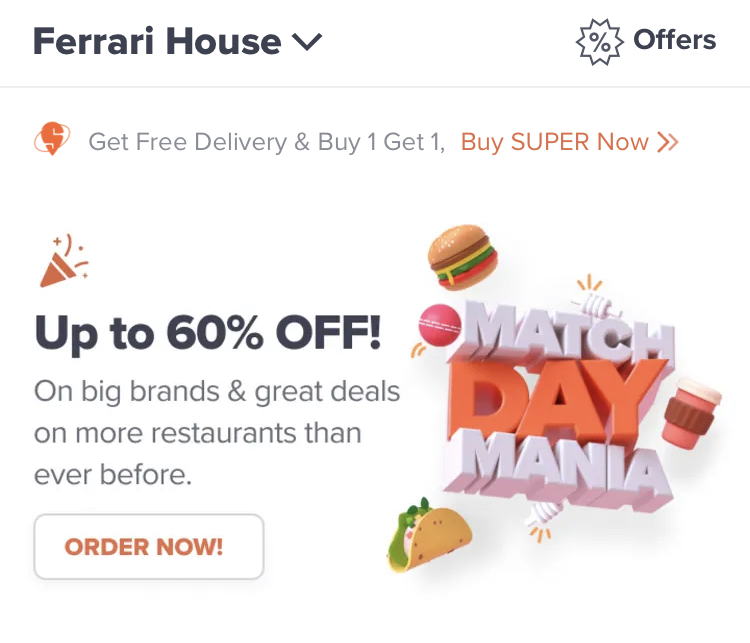 Ferrari House
Offers
Get Free Delivery & Buy 1 Get 1, Buy SUPER Now
Up to 60% OFF!
On big brands & great deals
on more restaurants than
ever before.
ORDER NOW!
MATCH
DAY
MANIA